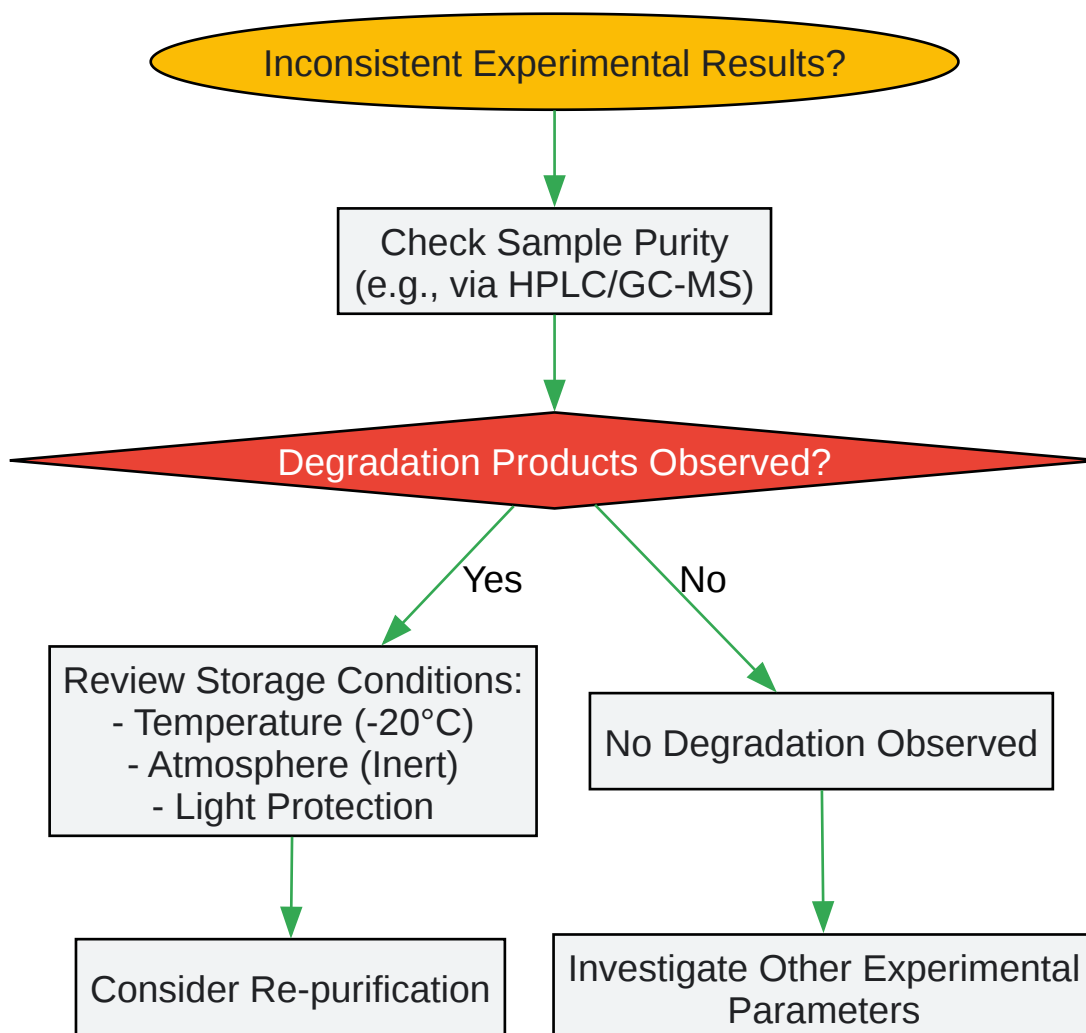 Inconsistent Experimental Results?
Check Sample Purity
(e.g., via HPLC/GC-MS)
Degradation Products Observed?
Yes
No
Review Storage Conditions:
- Temperature (-20°C)
- Atmosphere (Inert)
- Light Protection
No Degradation Observed
Consider Re-purification
Investigate Other Experimental
Parameters